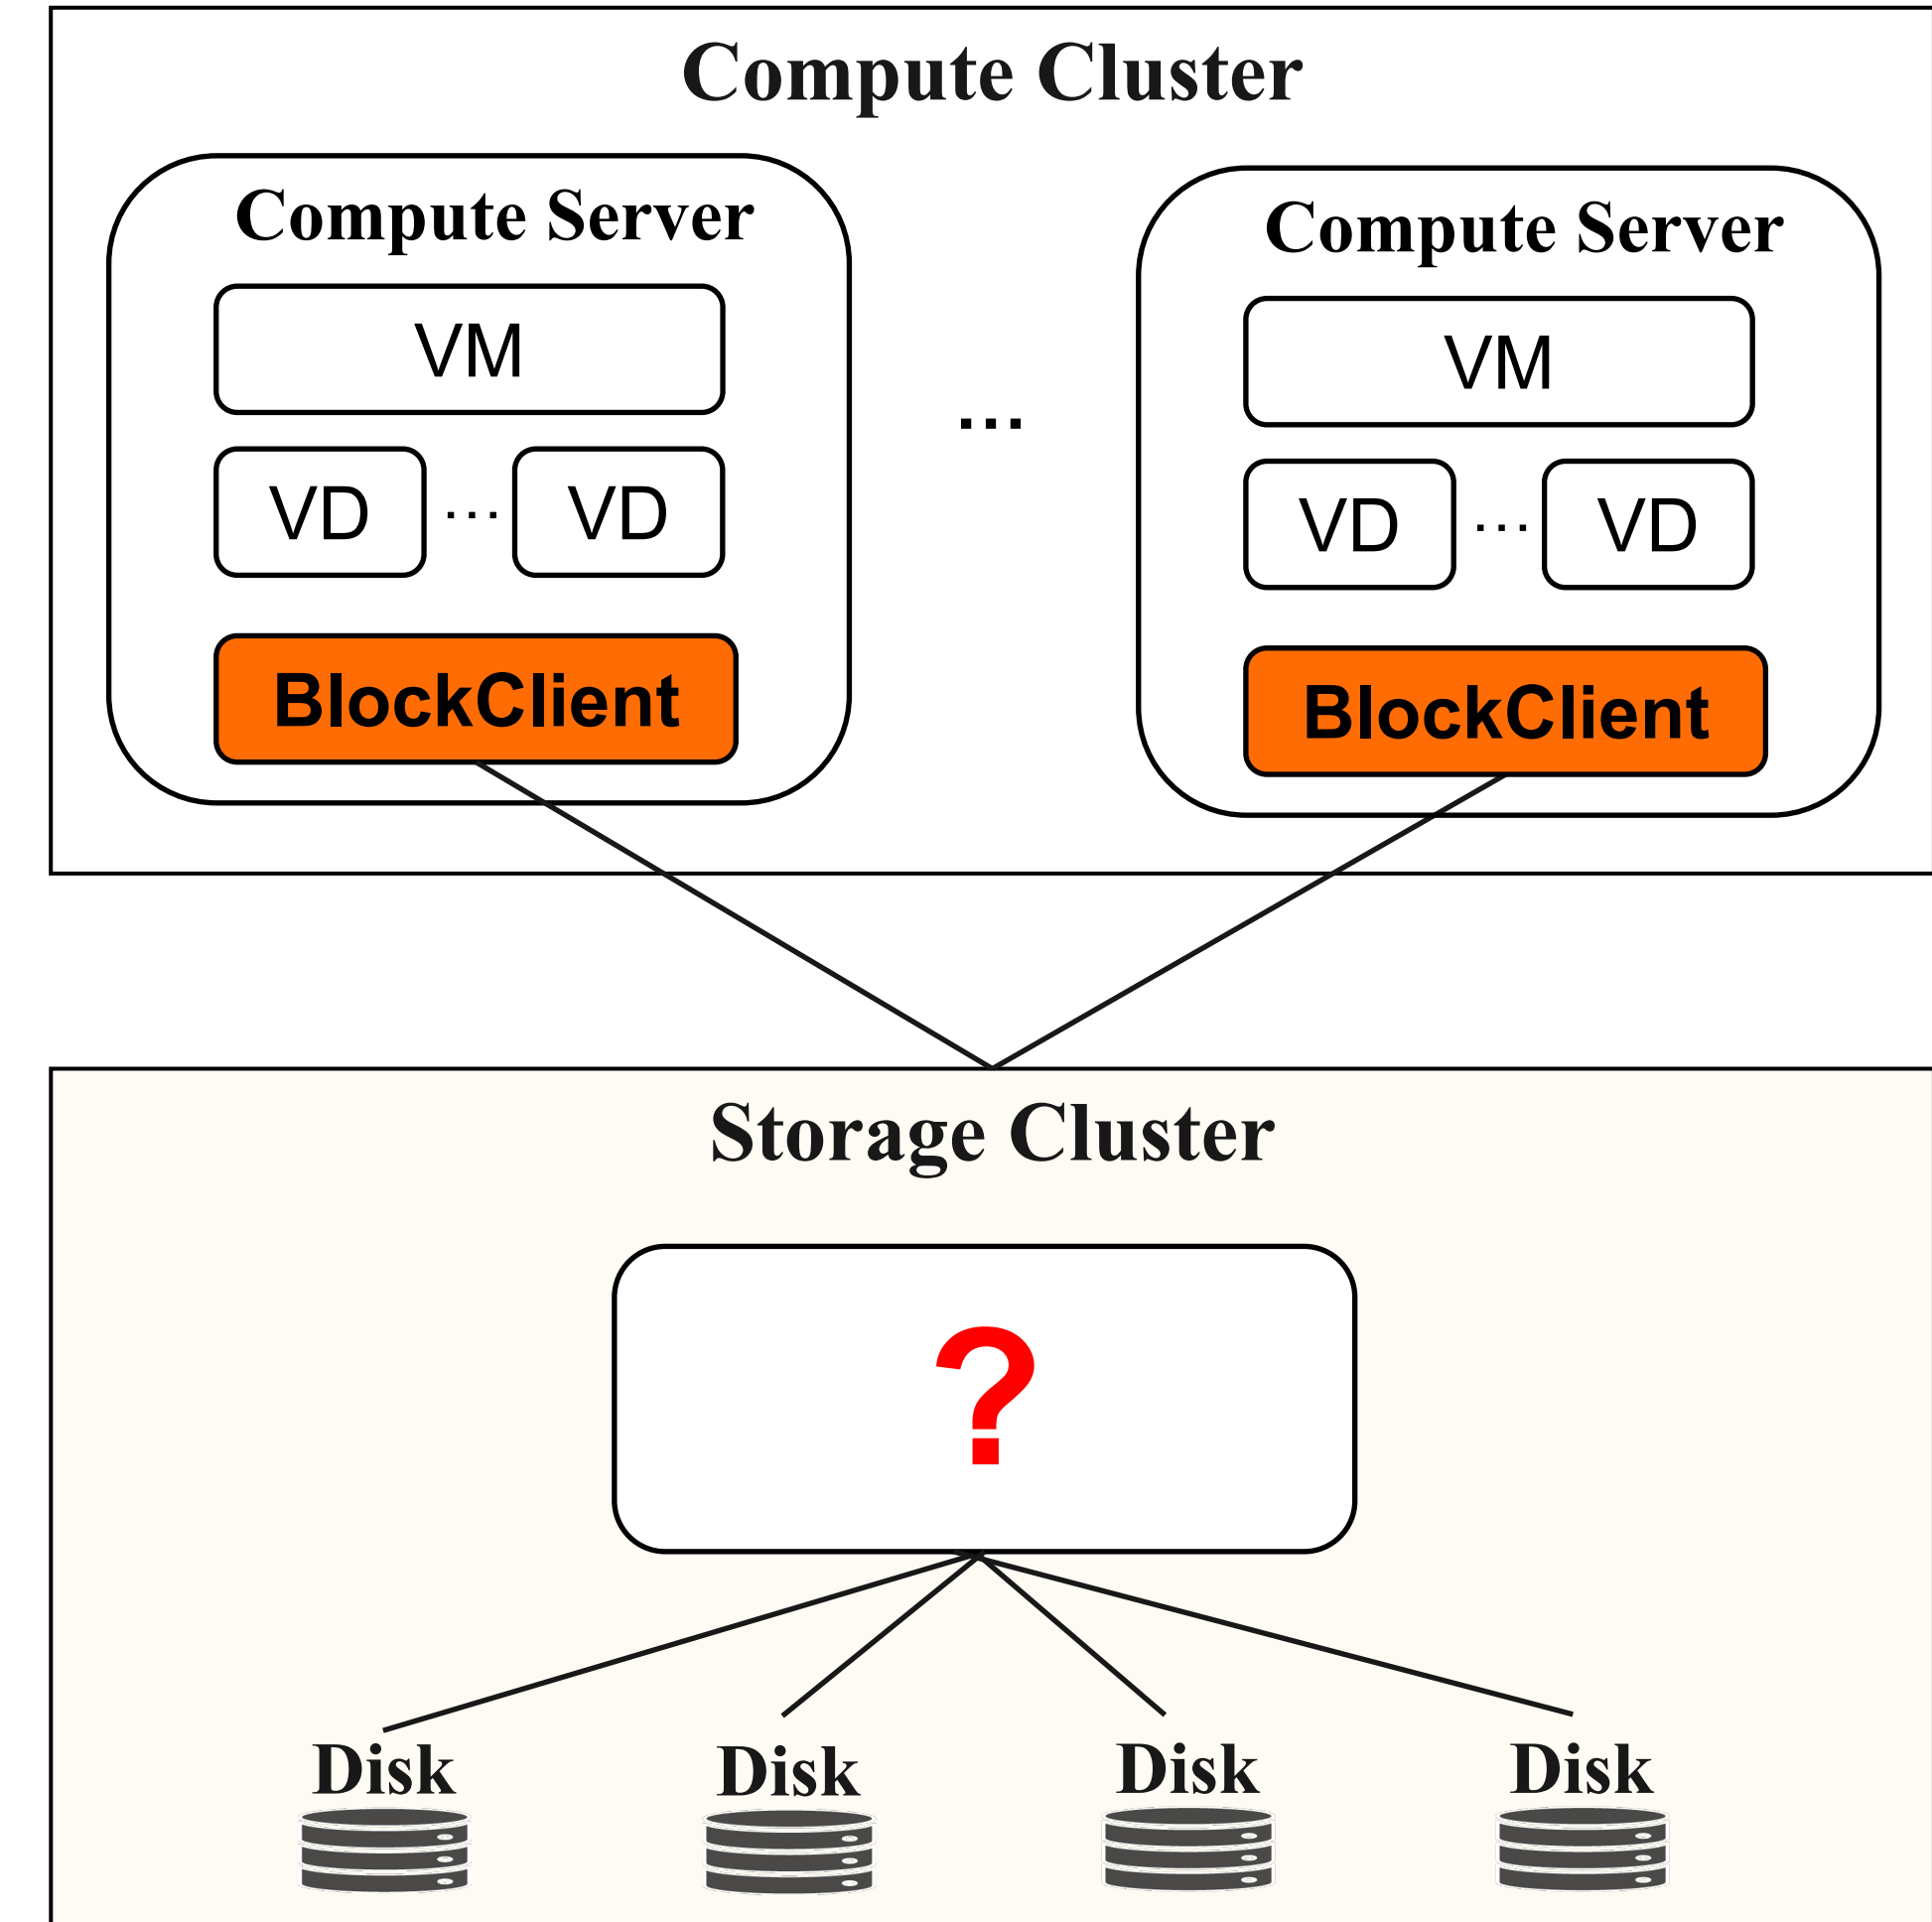 Compute Cluster
Compute Server
VM
VD ... VD
BlockClient
...
Compute Server
VM
VD ... VD
BlockClient
Storage Cluster
?
Disk Disk Disk Disk